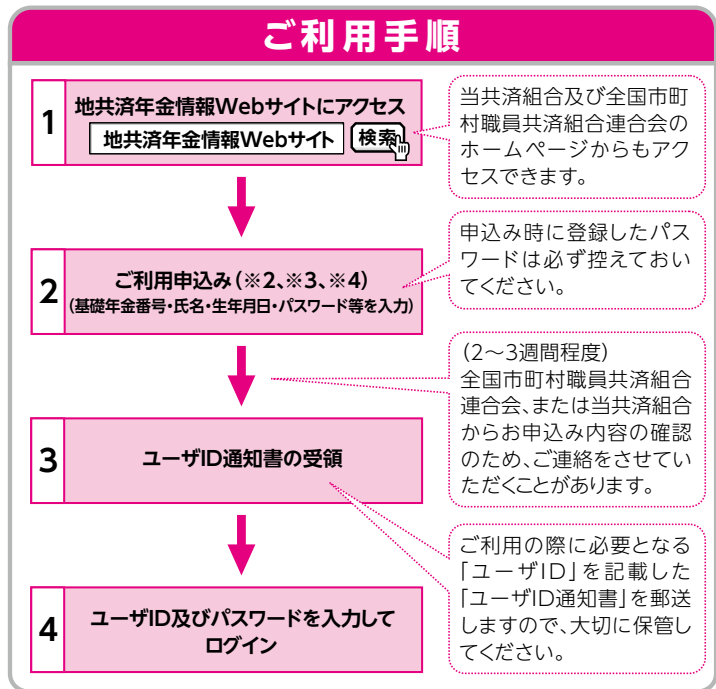 ご利用手順
1
地共済年金情報Webサイトにアクセス
地共済年金情報Webサイト 検索
当共済組合及び全国市町
村職員共済組合連合会の
ホームページからもアク
セスできます。
2
ご利用申込み(※2、※3、※4)
(基礎年金番号・氏名・生年月日・パスワード等を入力)
申込み時に登録したパス
ワードは必ず控えておい
てください。
(2〜3週間程度)
全国市町村職員共済組合
連合会、または当共済組合
からお申込み内容の確認
のため、ご連絡をさせてい
ただくことがあります。
3
ユーザID通知書の受領
ご利用の際に必要となる
「ユーザID」を記載した
「ユーザID通知書」を郵送
しますので、大切に保管し
てください。
4
ユーザID及びパスワードを入力して
ログイン